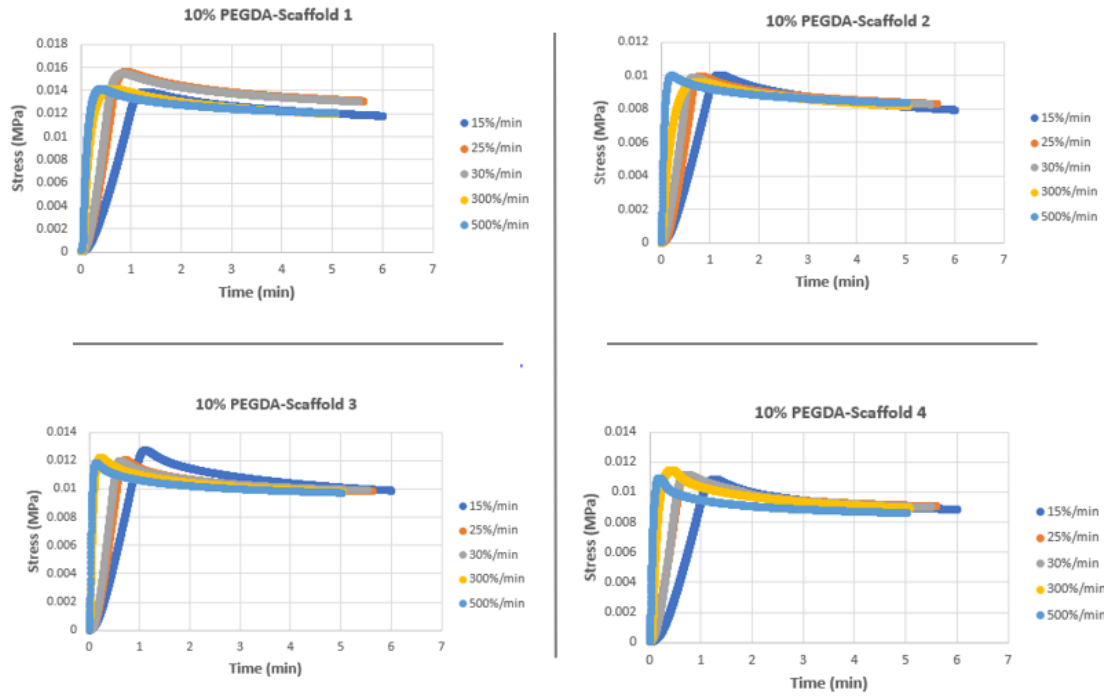 10% PEGDA-Scaffold 1
0.018
0.016
0.014
0.012
0.01
0.008
0.006
0.004
0.002
0
Stress (MPa)
0 1 2 3 4 5 6 7
Time (min)
15%/min
25%/min
30%/min
300%/min
500%/min
10% PEGDA-Scaffold 2
0.012
0.01
0.008
0.006
0.004
0.002
0
Stress (MPa)
0 1 2 3 4 5 6 7
Time (min)
15%/min
25%/min
30%/min
300%/min
500%/min
10% PEGDA-Scaffold 3
0.014
0.012
0.01
0.008
0.006
0.004
0.002
0
Stress (MPa)
0 1 2 3 4 5 6 7
Time (min)
15%/min
25%/min
30%/min
300%/min
500%/min
10% PEGDA-Scaffold 4
0.014
0.012
0.01
0.008
0.006
0.004
0.002
0
Stress (MPa)
0 1 2 3 4 5 6 7
Time (min)
15%/min
25%/min
30%/min
300%/min
500%/min